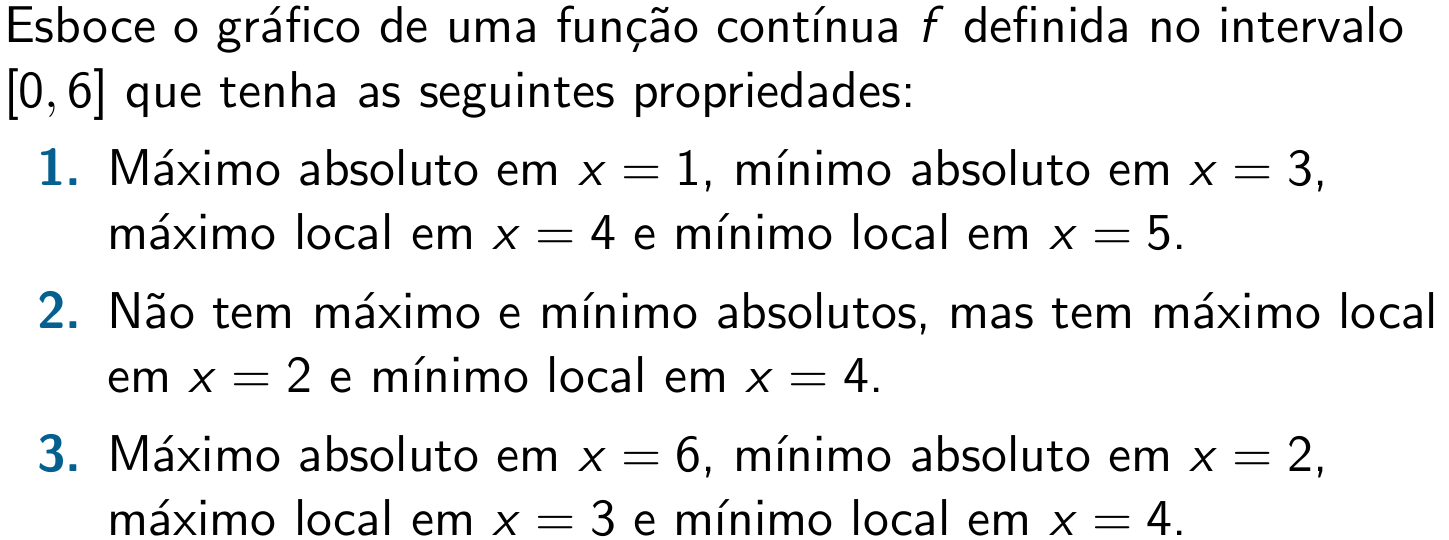 Esboce o gráfico de uma função contínua f definida no intervalo
[0, 6] que tenha as seguintes propriedades:
1. Máximo absoluto em x = 1, mínimo absoluto em x = 3,
máximo local em x = 4 e mínimo local em x = 5.
2. Não tem máximo e mínimo absolutos, mas tem máximo local
em x = 2 e mínimo local em x = 4.
3. Máximo absoluto em x = 6, mínimo absoluto em x = 2,
máximo local em x = 3 e mínimo local em x = 4.